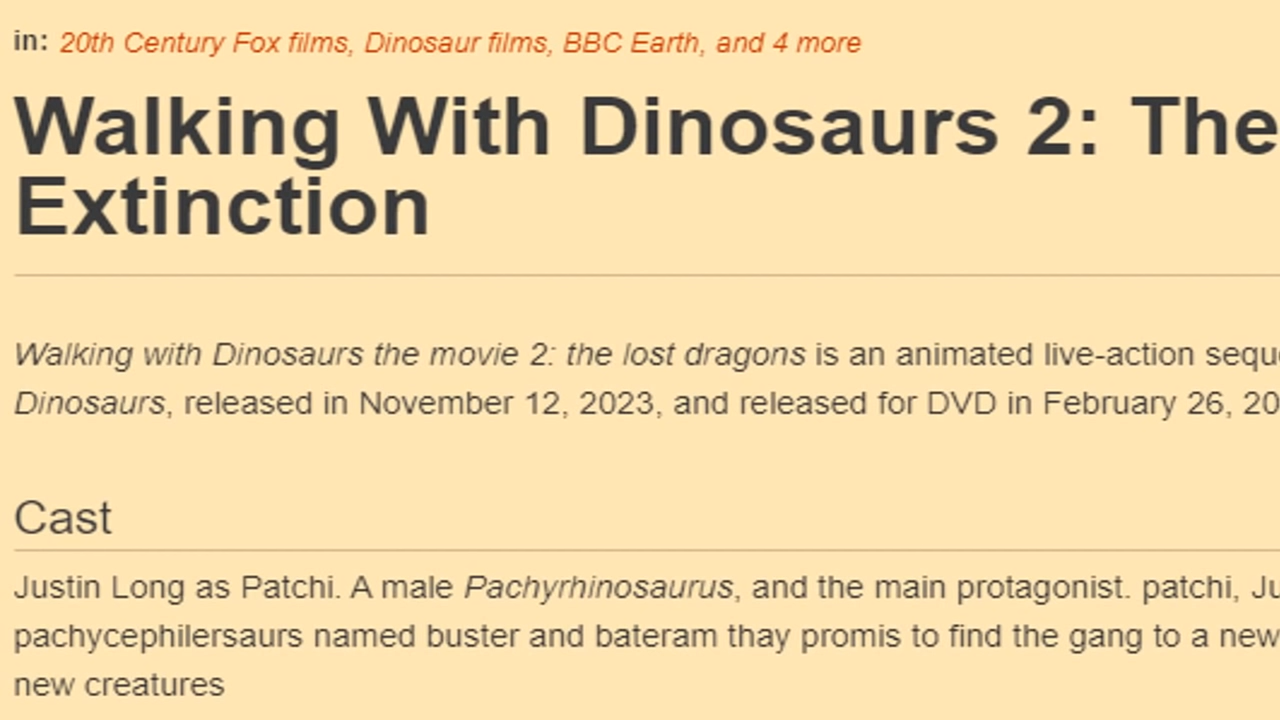 in: 20th Century Fox films, Dinosaur films, BBC Earth, and 4 more
Walking With Dinosaurs 2: The
Extinction
Walking with Dinosaurs the movie 2: the lost dragons is an animated live-action sequ
Dinosaurs, released in November 12, 2023, and released for DVD in February 26, 20
Cast
Justin Long as Patchi. A male Pachyrhinosaurus, and the main protagonist. patchi, Ju
pachycephilersaurs named buster and bateram thay promis to find the gang to a new
new creatures